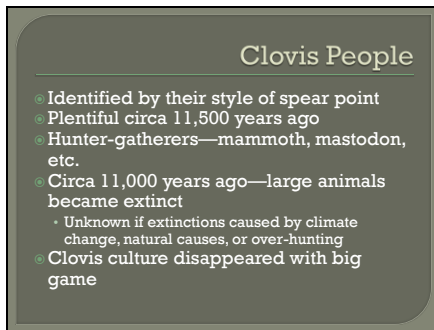 Clovis People
Identified by their style of spear point
Plentiful circa 11,500 years ago
Hunter-gatherers—mammoth, mastodon,
etc.
Circa 11,000 years ago—large animals
became extinct
• Unknown if extinctions caused by climate
change, natural causes, or over-hunting
Clovis culture disappeared with big
game